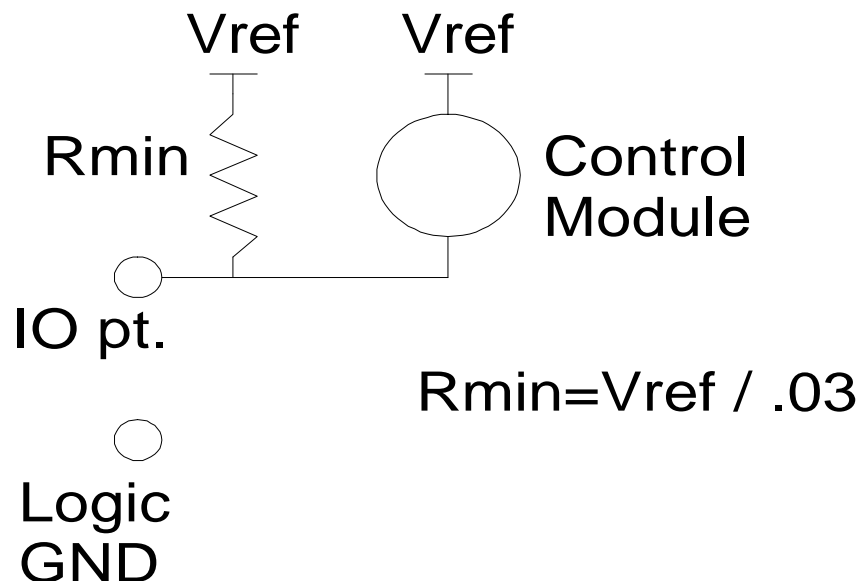 Vref
Vref
Rmin
Control
Module
IO pt.
Rmin=Vref / .03
Logic
GND